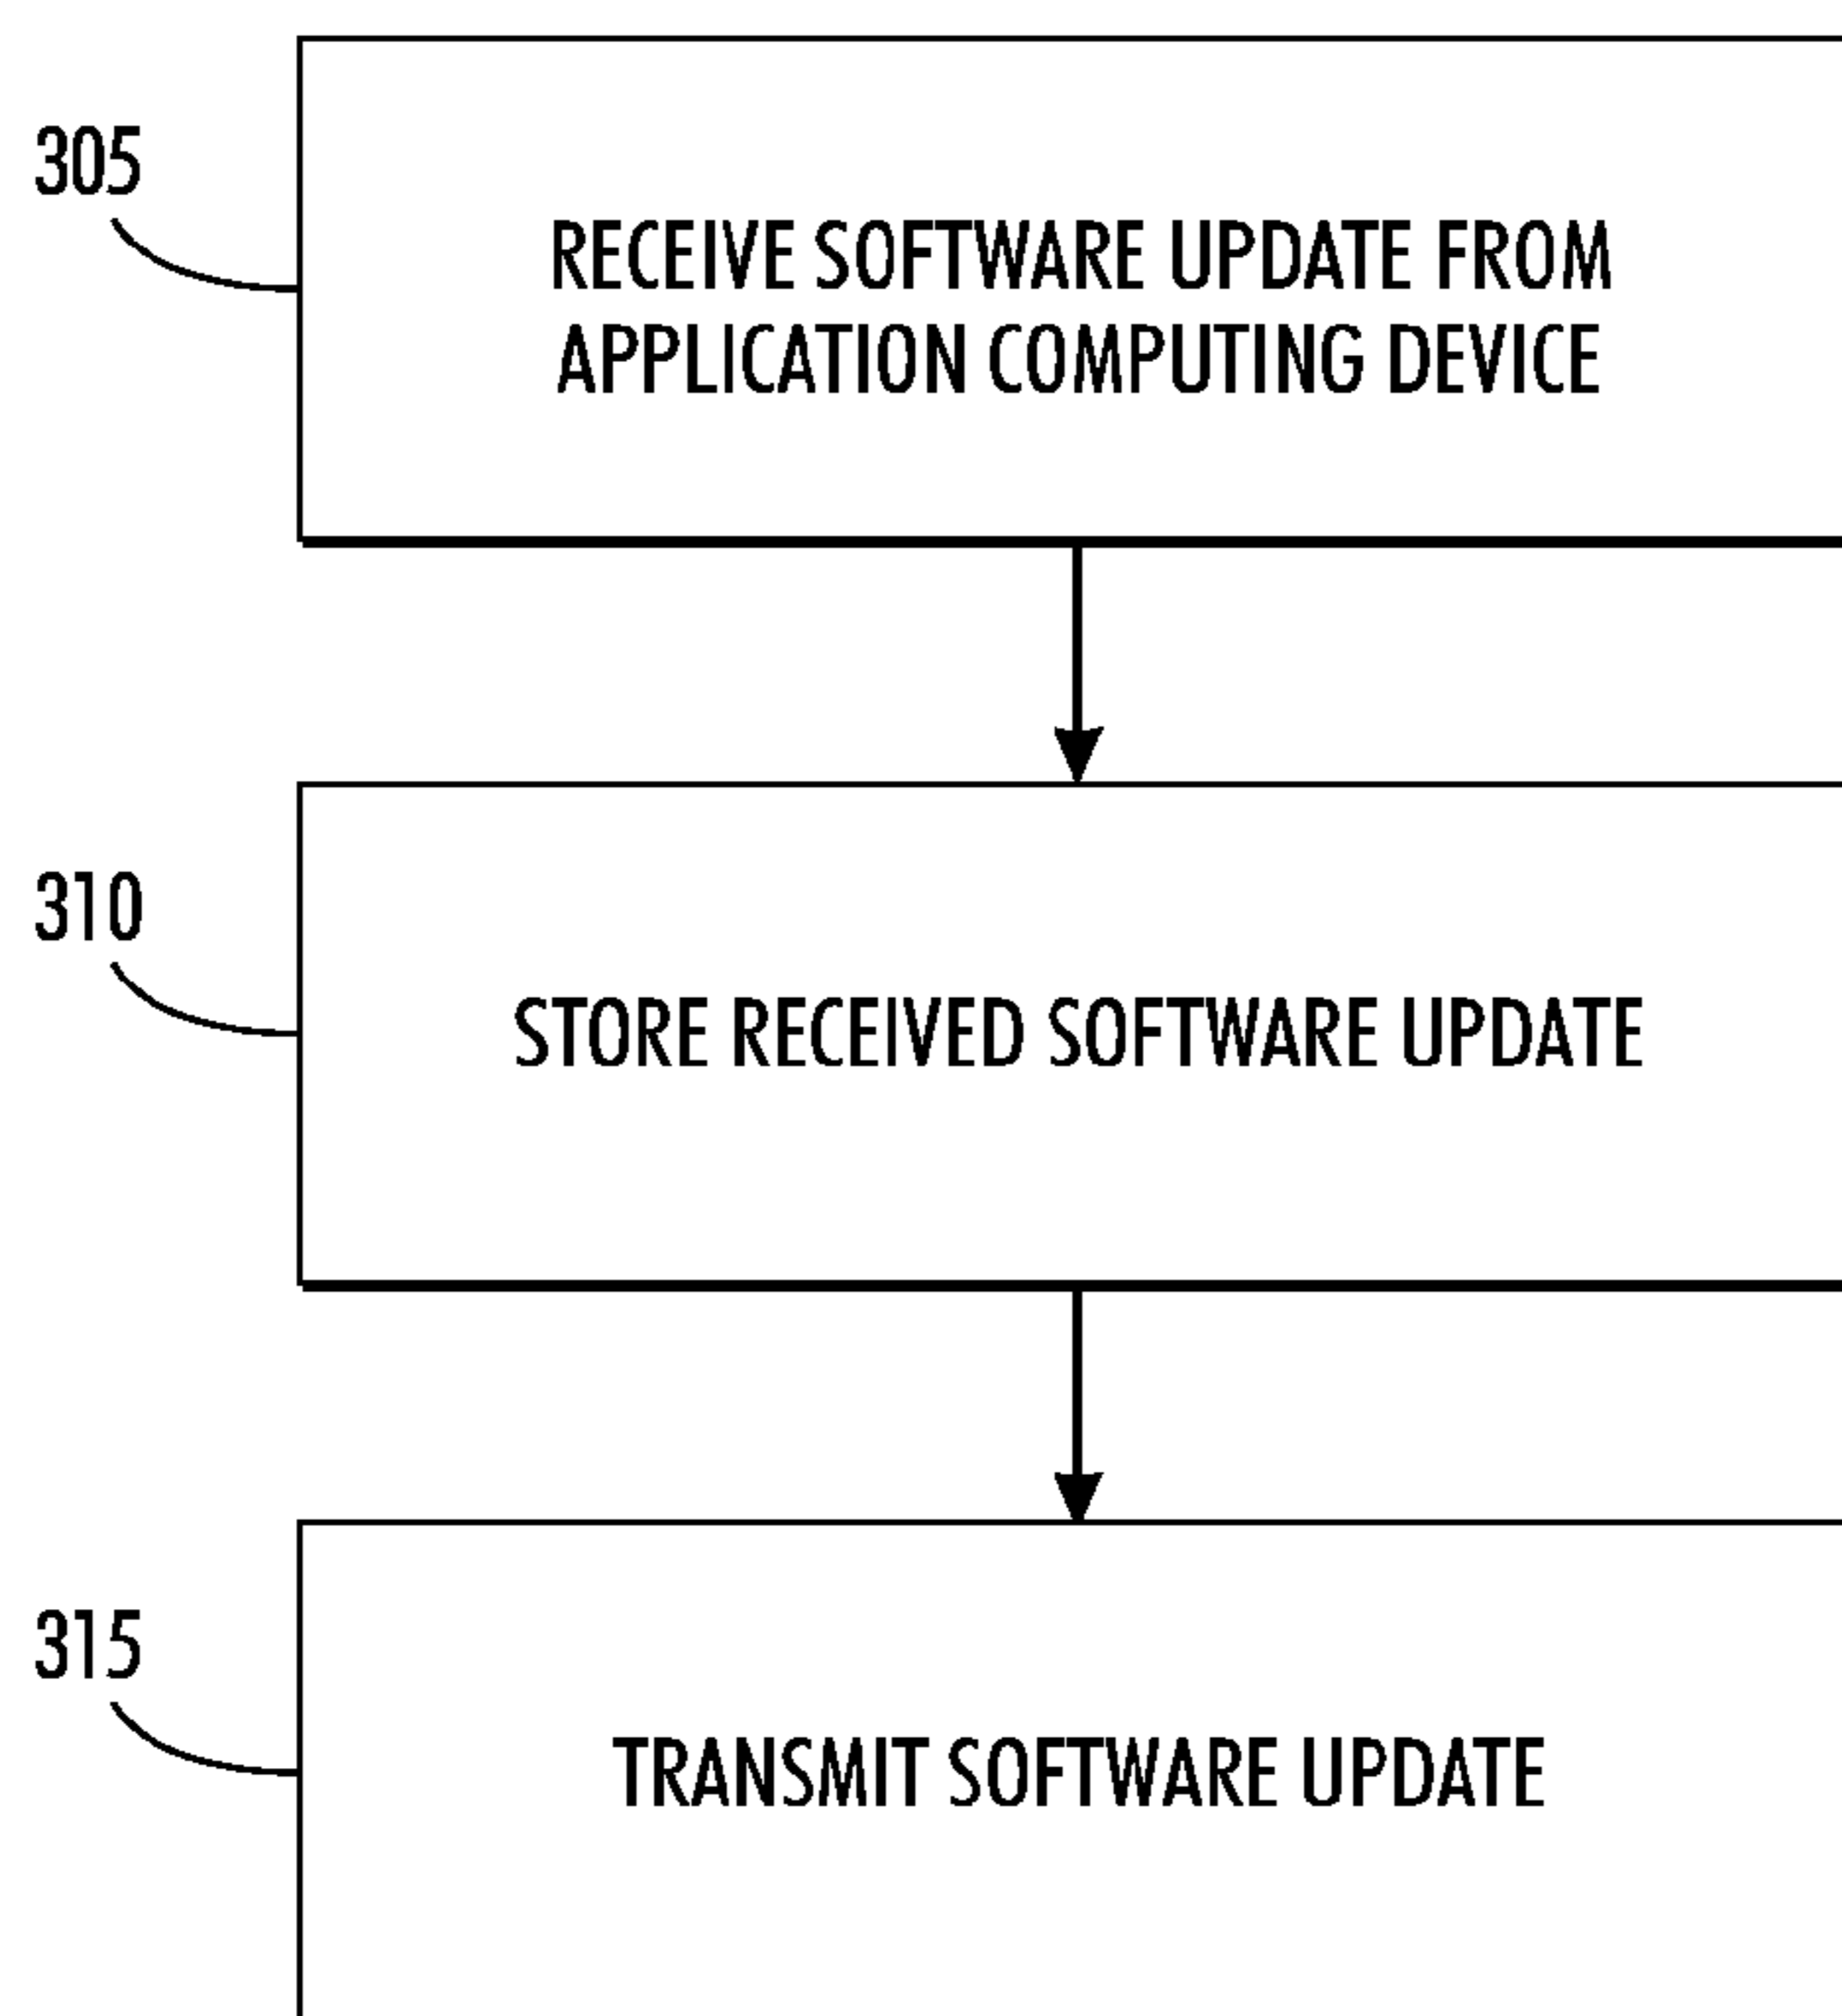 305
RECEIVE SOFTWARE UPDATE FROM
APPLICATION COMPUTING DEVICE
310
STORE RECEIVED SOFTWARE UPDATE
315
TRANSMIT SOFTWARE UPDATE